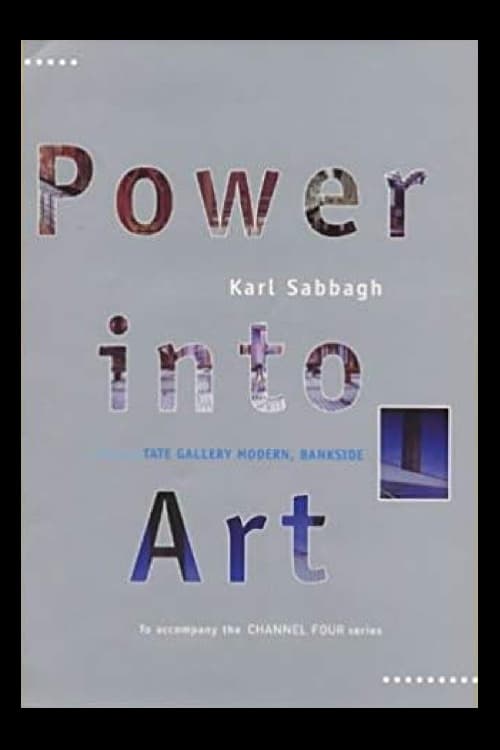 Power
Karl Sabbagh
into
TATE GALLERY MODERN, BANKSIDE
Art
To accompany the CHANNEL FOUR series